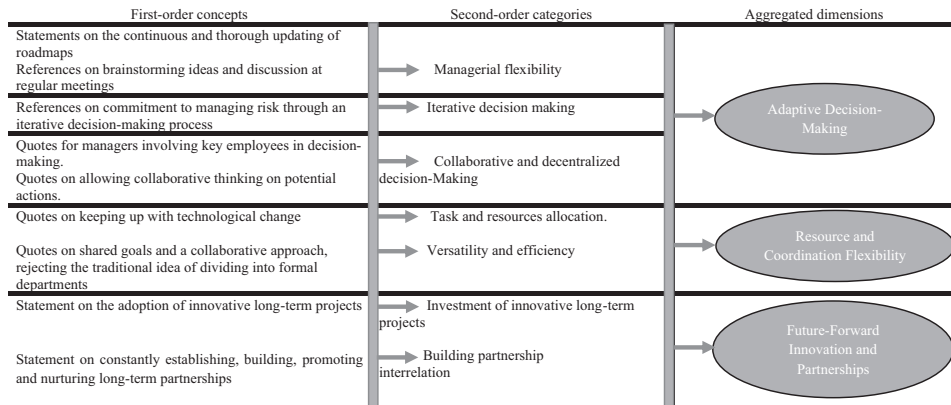 First-order concepts
Second-order categories
Aggregated dimensions
Statements on the continuous and thorough updating of
roadmaps
References on brainstorming ideas and discussion at
regular meetings
Managerial flexibility
References on commitment to managing risk through an
iterative decision-making process
Iterative decision making
Quotes for managers involving key employees in decision-
making.
Quotes on allowing collaborative thinking on potential
actions.
Collaborative and decentralized
decision-Making
Adaptive Decision-
Making
Quotes on keeping up with technological change
Task and resources allocation.
Quotes on shared goals and a collaborative approach,
rejecting the traditional idea of dividing into formal
departments
Versatility and efficiency
Resource and
Coordination Flexibility
Statement on the adoption of innovative long-term projects
Investment of innovative long-term
projects
Statement on constantly establishing, building, promoting
and nurturing long-term partnerships
Building partnership
interrelation
Future-Forward
Innovation and
Partnerships